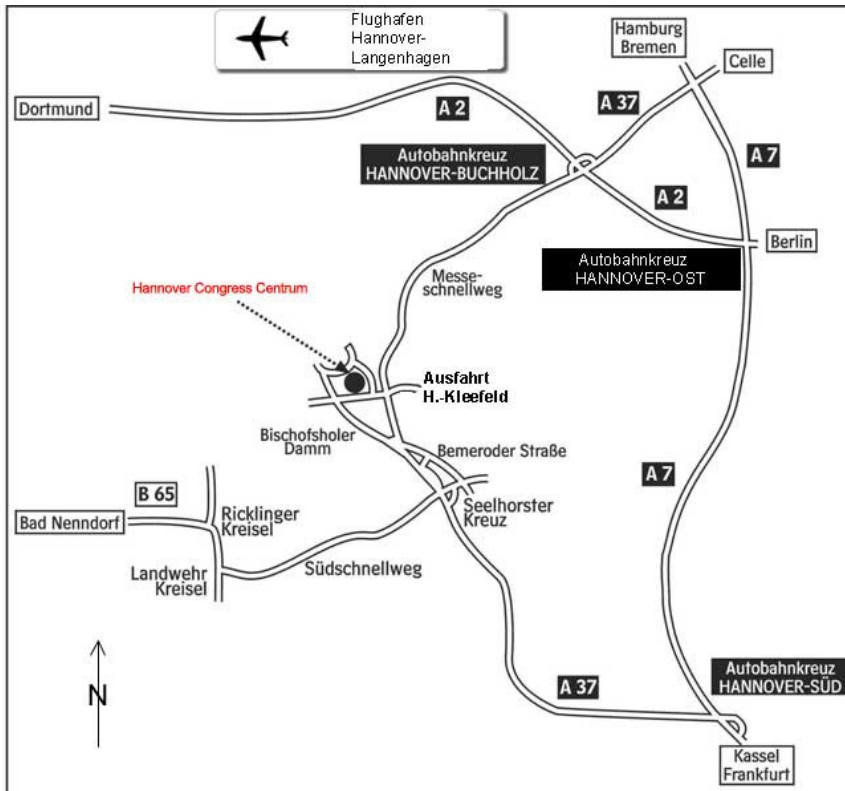 Flughafen
Hannover-
Langenhagen
Hamburg
Bremen
Celle
Dortmund
A 2
A 37
Autobahnkreuz
HANNOVER-BUCHHOLZ
A 7
A 2
Berlin
Autobahnkreuz
HANNOVER-OST
Messe-
schnellweg
Hannover Congress Centrum
Ausfahrt
H.-Kleefeld
Bischofsholer
Damm
Bemeroder Straße
A 7
B 65
Bad Nenndorf
Ricklinger
Kreisel
Seelhorster
Kreuz
Landwehr
Kreisel
Südschnellweg
N
A 37
Autobahnkreuz
HANNOVER-SÜD
Kassel
Frankfurt